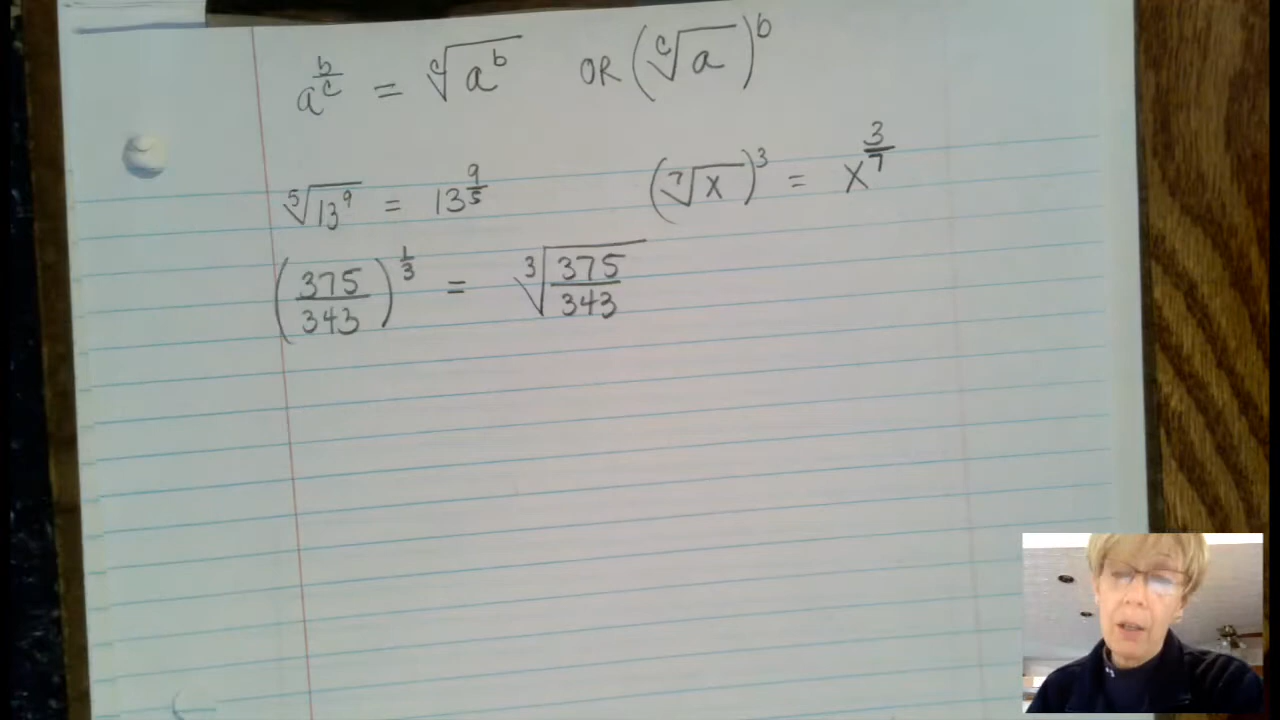 a^(b/c) = ᶜ√(a^b) OR (ᶜ√a)^b
⁵√(13⁹) = 13^(9/5) (⁷√x)³ = x^(3/7)
(375/343)^(1/3) = ³√(375/343)